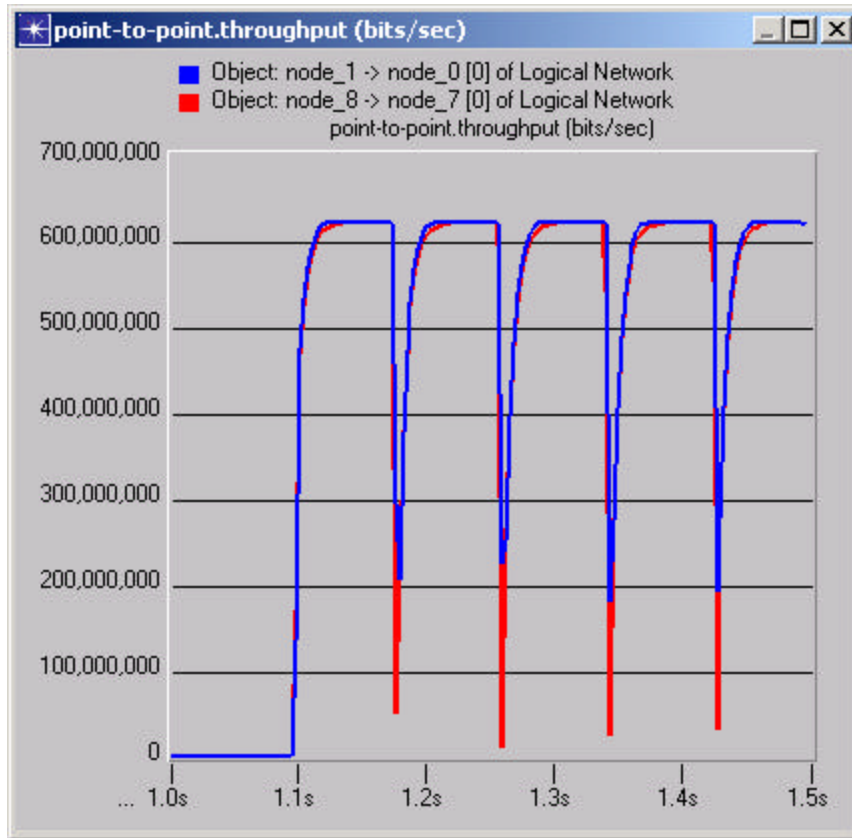 point-to-point.throughput (bits/sec)
Object: node_1 -> node_0 [0] of Logical Network
Object: node_8 -> node_7 [0] of Logical Network
point-to-point.throughput (bits/sec)
700,000,000
600,000,000
500,000,000
400,000,000
300,000,000
200,000,000
100,000,000
0
... 1.0s 1.1s 1.2s 1.3s 1.4s 1.5s